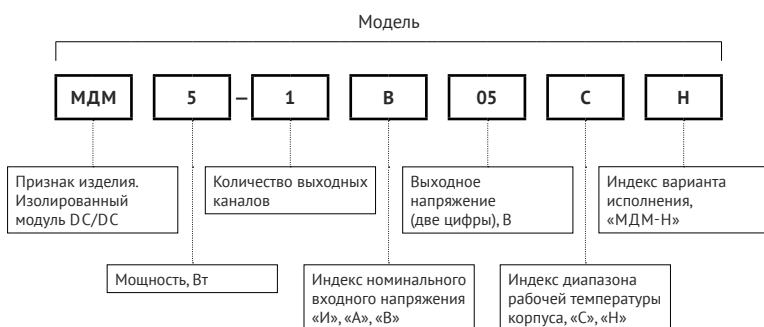 Модель
МДМ 5 – 1 В 05 С Н
Признак изделия.
Изолированный
модуль DC/DC
Количество выходных
каналов
Выходное
напряжение
(две цифры), В
Индекс варианта
исполнения,
«МДМ-Н»
Мощность, Вт
Индекс номинального
входного напряжения
«И», «А», «В»
Индекс диапазона
рабочей температуры
корпуса, «С», «Н»